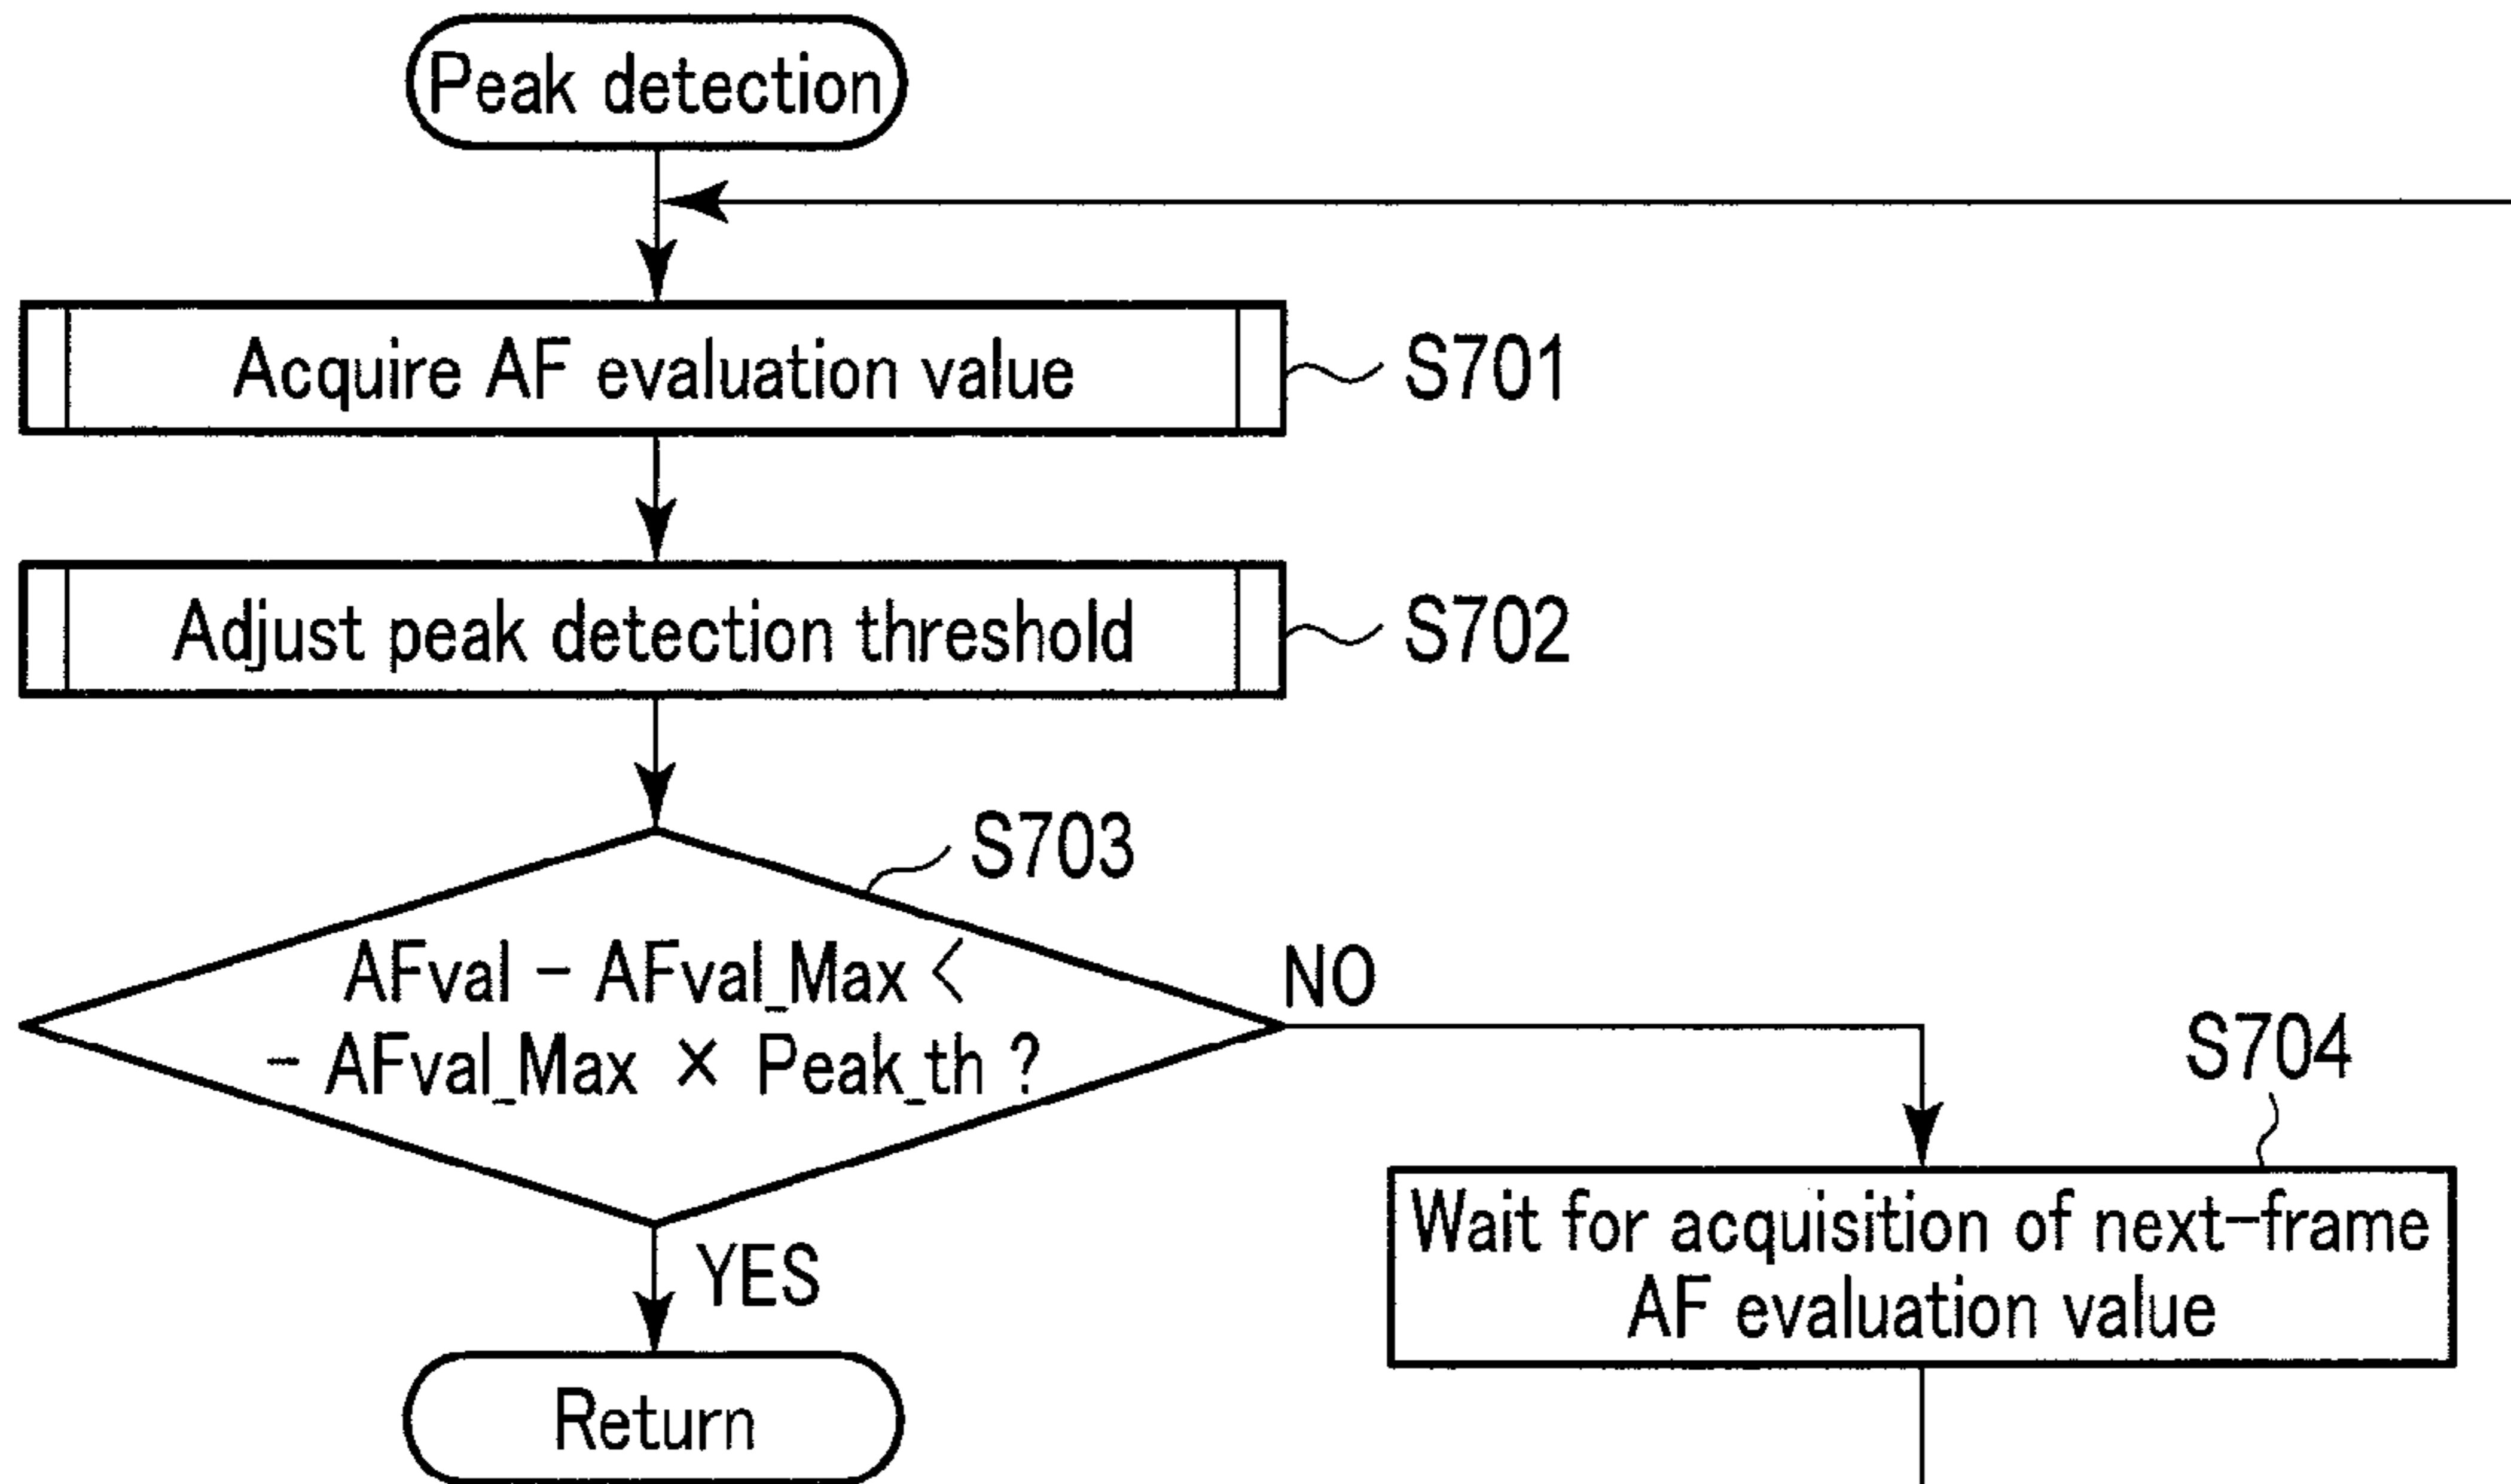 Peak detection
Acquire AF evaluation value
S701
Adjust peak detection threshold
S702
S703
AFval - AFval_Max <
- AFval_Max × Peak_th ?
NO
S704
Wait for acquisition of next-frame
AF evaluation value
YES
Return